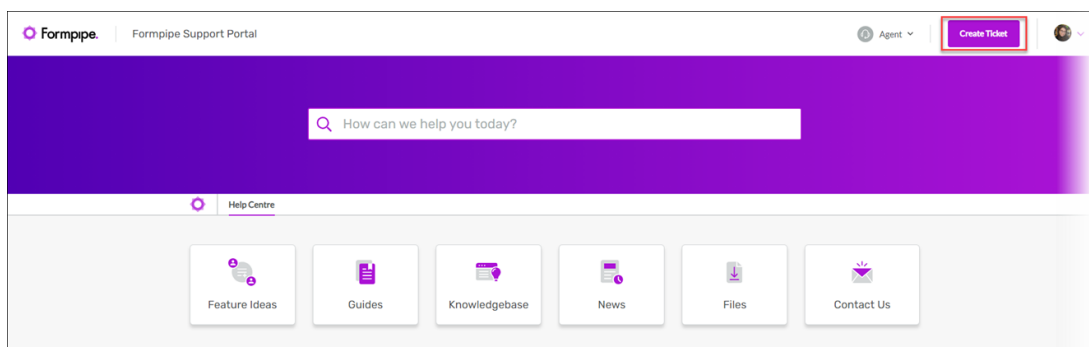 Formpipe.
Formpipe Support Portal
Agent
Create Ticket
How can we help you today?
Help Centre
Feature Ideas
Guides
Knowledgebase
News
Files
Contact Us